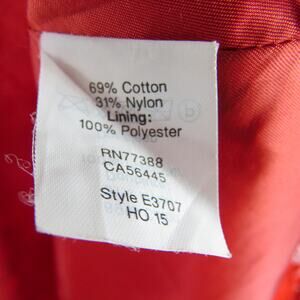 69% Cotton
31% Nylon
Lining:
100% Polyester
RN77388
CA56445
Style E3707
HO 15